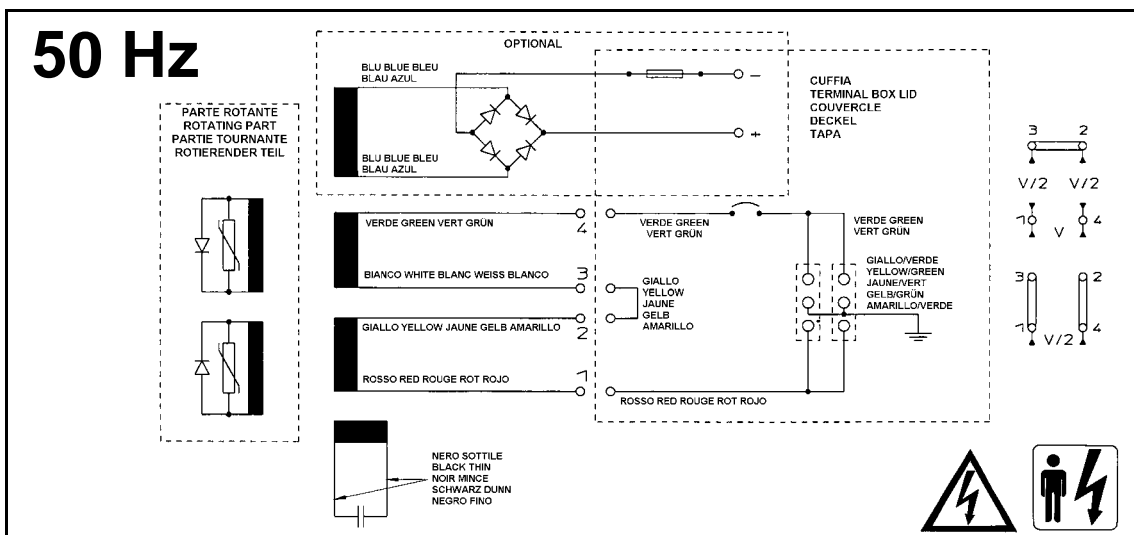 50 Hz
OPTIONAL
BLU BLUE BLEU
BLAU AZUL
BLU BLUE BLEU
BLAU AZUL
−
+
CUFFIA
TERMINAL BOX LID
COUVERCLE
DECKEL
TAPA
PARTE ROTANTE
ROTATING PART
PARTIE TOURNANTE
ROTIERENDER TEIL
VERDE GREEN VERT GRÜN
4
BIANCO WHITE BLANC WEISS BLANCO
3
GIALLO YELLOW JAUNE GELB AMARILLO
2
ROSSO RED ROUGE ROT ROJO
1
VERDE GREEN
VERT GRÜN
VERDE GREEN
VERT GRÜN
GIALLO
YELLOW
JAUNE
GELB
AMARILLO
GIALLO/VERDE
YELLOW/GREEN
JAUNE/VERT
GELB/GRÜN
AMARILLO/VERDE
ROSSO RED ROUGE ROT ROJO
NERO SOTTILE
BLACK THIN
NOIR MINCE
SCHWARZ DUNN
NEGRO FINO
3 2
V/2 V/2
1 V 4
3 2
1 V/2 4